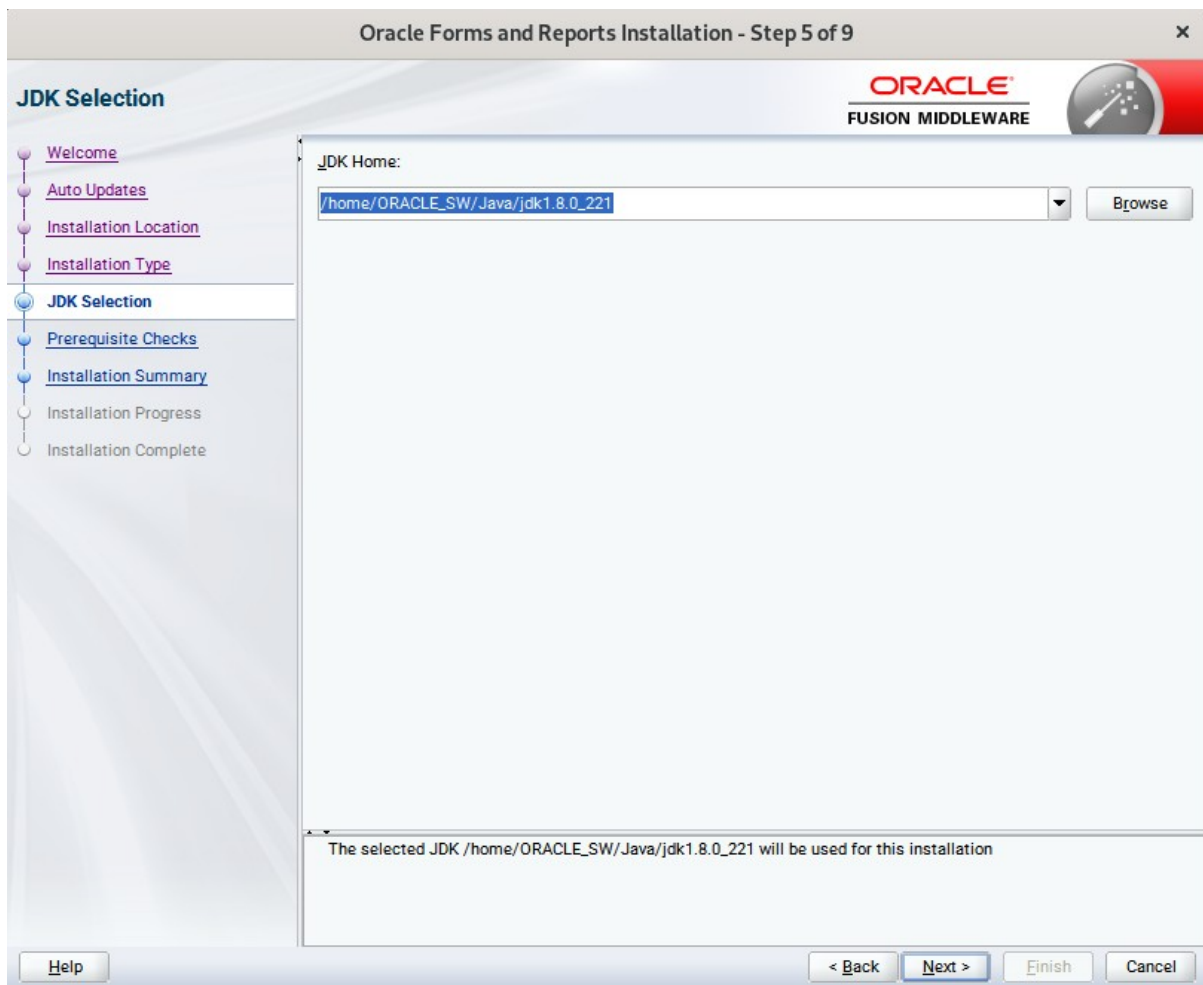 Oracle Forms and Reports Installation - Step 5 of 9
JDK Selection
ORACLE
FUSION MIDDLEWARE
Welcome
Auto Updates
Installation Location
Installation Type
JDK Selection
Prerequisite Checks
Installation Summary
Installation Progress
Installation Complete
JDK Home:
/home/ORACLE_SW/Java/jdk1.8.0_221
Browse
The selected JDK /home/ORACLE_SW/Java/jdk1.8.0_221 will be used for this installation
Help
< Back
Next >
Finish
Cancel